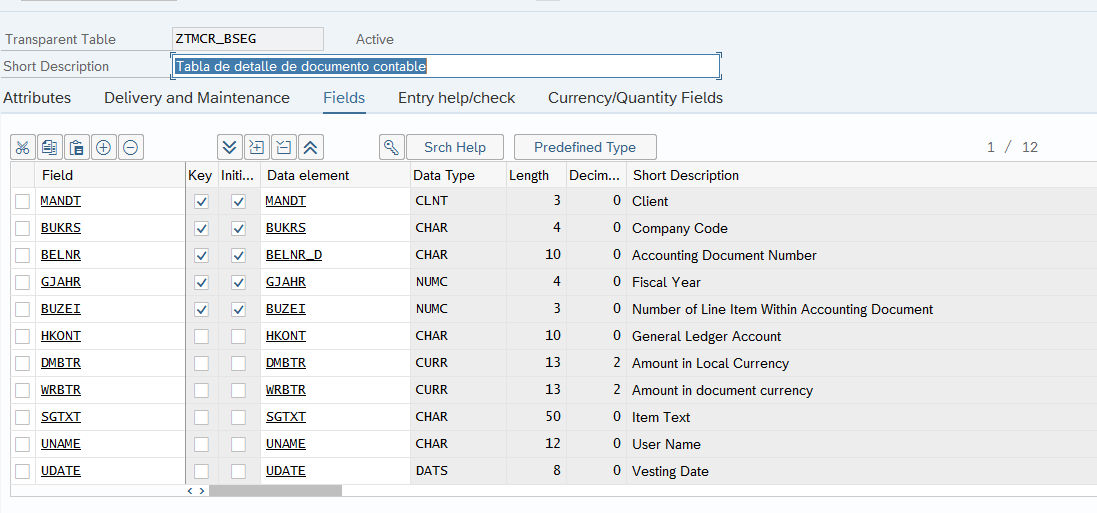 Transparent Table ZTMCR_BSEG Active
Short Description Tabla de detalle de documento contable
Attributes Delivery and Maintenance Fields Entry help/check Currency/Quantity Fields
Srch Help Predefined Type 1 / 12
Field Key Initi... Data element Data Type Length Decim... Short Description
MANDT MANDT CLNT 3 0 Client
BUKRS BUKRS CHAR 4 0 Company Code
BELNR BELNR_D CHAR 10 0 Accounting Document Number
GJAHR GJAHR NUMC 4 0 Fiscal Year
BUZEI BUZEI NUMC 3 0 Number of Line Item Within Accounting Document
HKONT HKONT CHAR 10 0 General Ledger Account
DMBTR DMBTR CURR 13 2 Amount in Local Currency
WRBTR WRBTR CURR 13 2 Amount in document currency
SGTXT SGTXT CHAR 50 0 Item Text
UNAME UNAME CHAR 12 0 User Name
UDATE UDATE DATS 8 0 Vesting Date